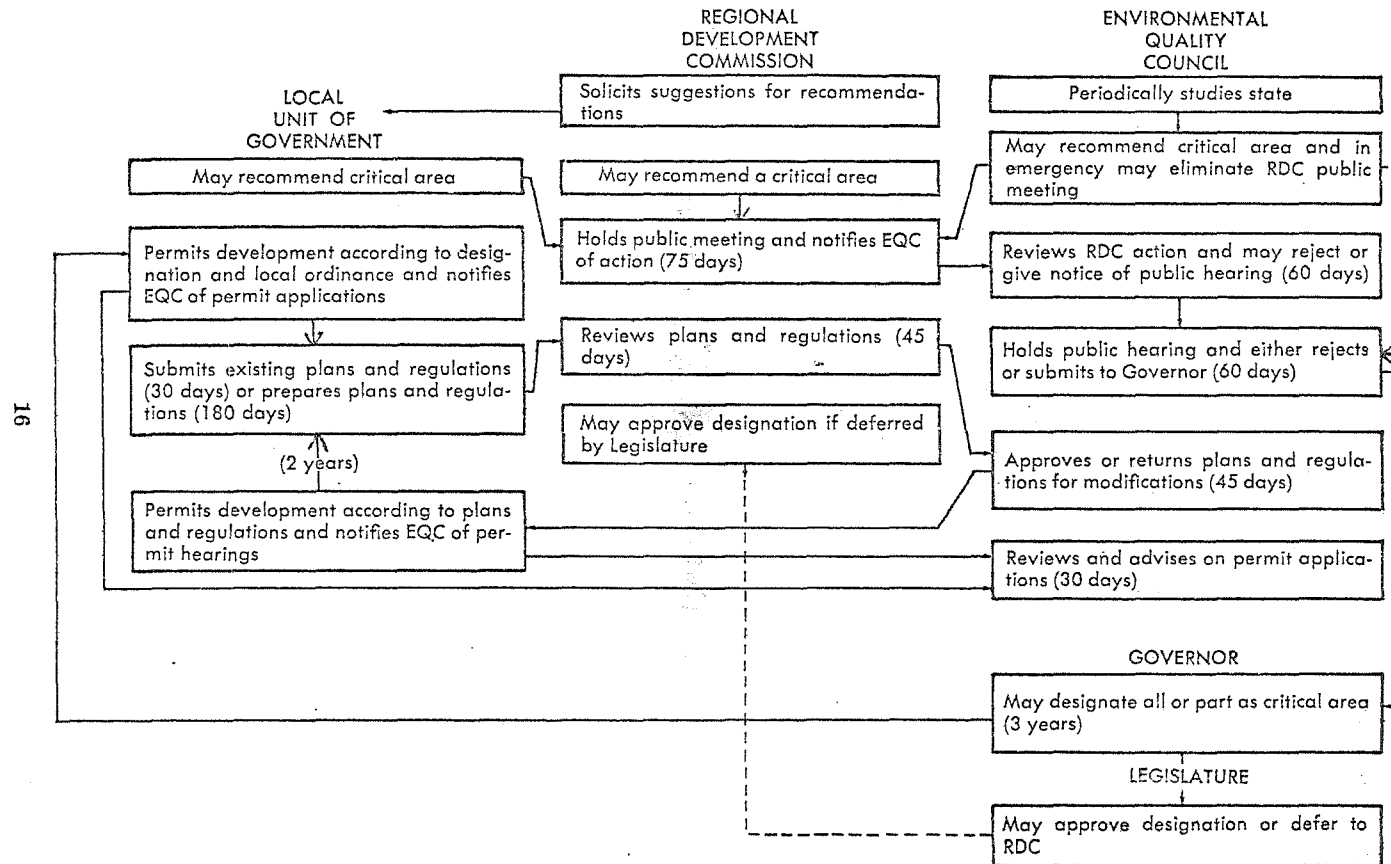 REGIONAL
DEVELOPMENT
COMMISSION
ENVIRONMENTAL
QUALITY
COUNCIL
LOCAL
UNIT OF
GOVERNMENT
Solicits suggestions for recommenda-
tions
Periodically studies state
May recommend critical area
May recommend a critical area
May recommend critical area and in
emergency may eliminate RDC public
meeting
Permits development according to desig-
nation and local ordinance and notifies
EQC of permit applications
Holds public meeting and notifies EQC
of action (75 days)
Reviews RDC action and may reject or
give notice of public hearing (60 days)
Submits existing plans and regulations
(30 days) or prepares plans and regula-
tions (180 days)
Reviews plans and regulations (45
days)
Holds public hearing and either rejects
or submits to Governor (60 days)
16
May approve designation if deferred
by Legislature
(2 years)
Approves or returns plans and regula-
tions for modifications (45 days)
Permits development according to plans
and regulations and notifies EQC of per-
mit hearings
Reviews and advises on permit applica-
tions (30 days)
GOVERNOR
May designate all or part as critical area
(3 years)
LEGISLATURE
May approve designation or defer to
RDC